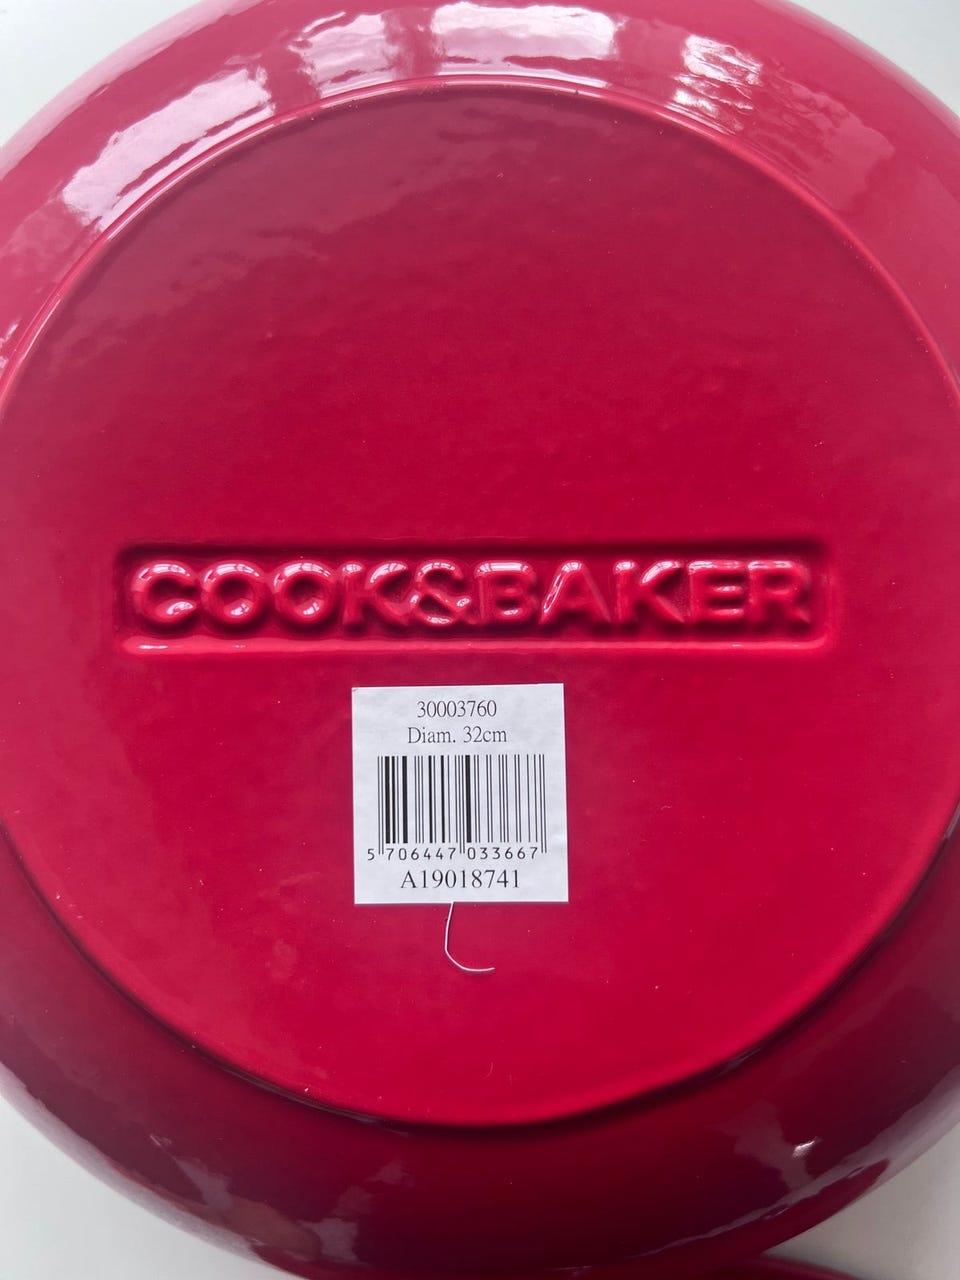 COOK&BAKER
30003760
Diam. 32cm
5 706447 033667
A19018741